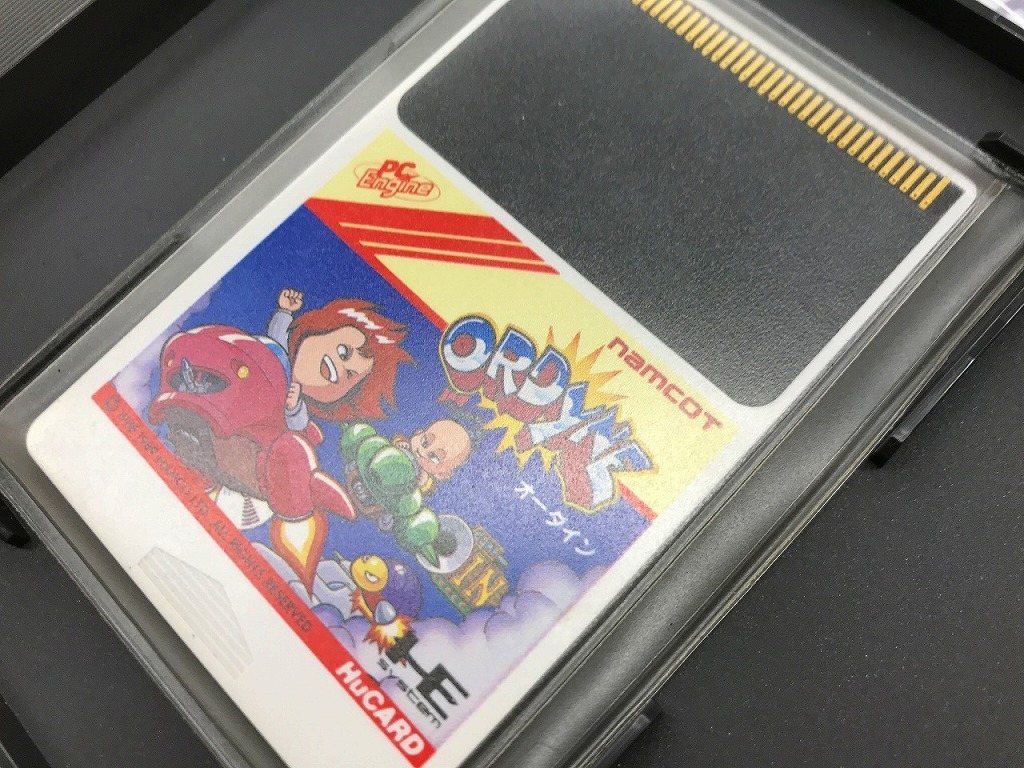 PC
Engine
namcot
ORDYNE
オーダイン
IN
ALL RIGHTS RESERVED
HE
system
HuCARD